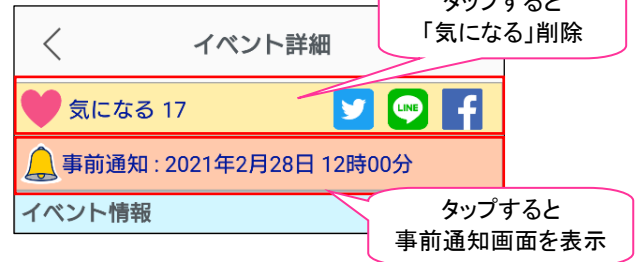 タップすると
「気になる」削除
イベント詳細
気になる 17
LINE
事前通知 : 2021年2月28日 12時00分
イベント情報
タップすると
事前通知画面を表示